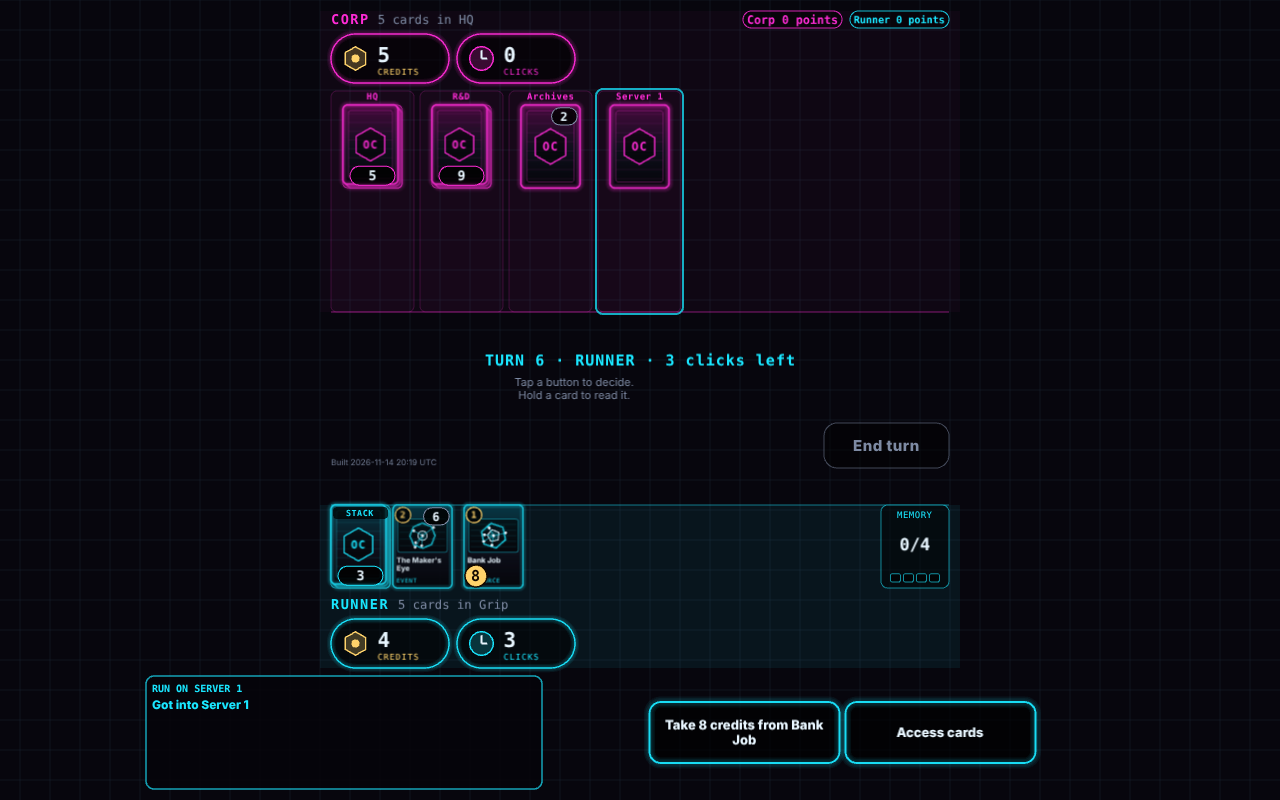 CORP 5 cards in HQ
Corp 0 points
Runner 0 points
5
CREDITS
0
CLICKS
HQ
R&D
Archives
Server 1
OC
5
OC
9
2
OC
OC
TURN 6 · RUNNER · 3 clicks left
Tap a button to decide.
Hold a card to read it.
End turn
Built 2026-11-14 20:19 UTC
STACK
OC
3
2
6
The Maker's
Eye
EVENT
1
Bank Job
8
MEMORY
0/4
RUNNER 5 cards in Grip
4
CREDITS
3
CLICKS
RUN ON SERVER 1
Got into Server 1
Take 8 credits from Bank
Job
Access cards